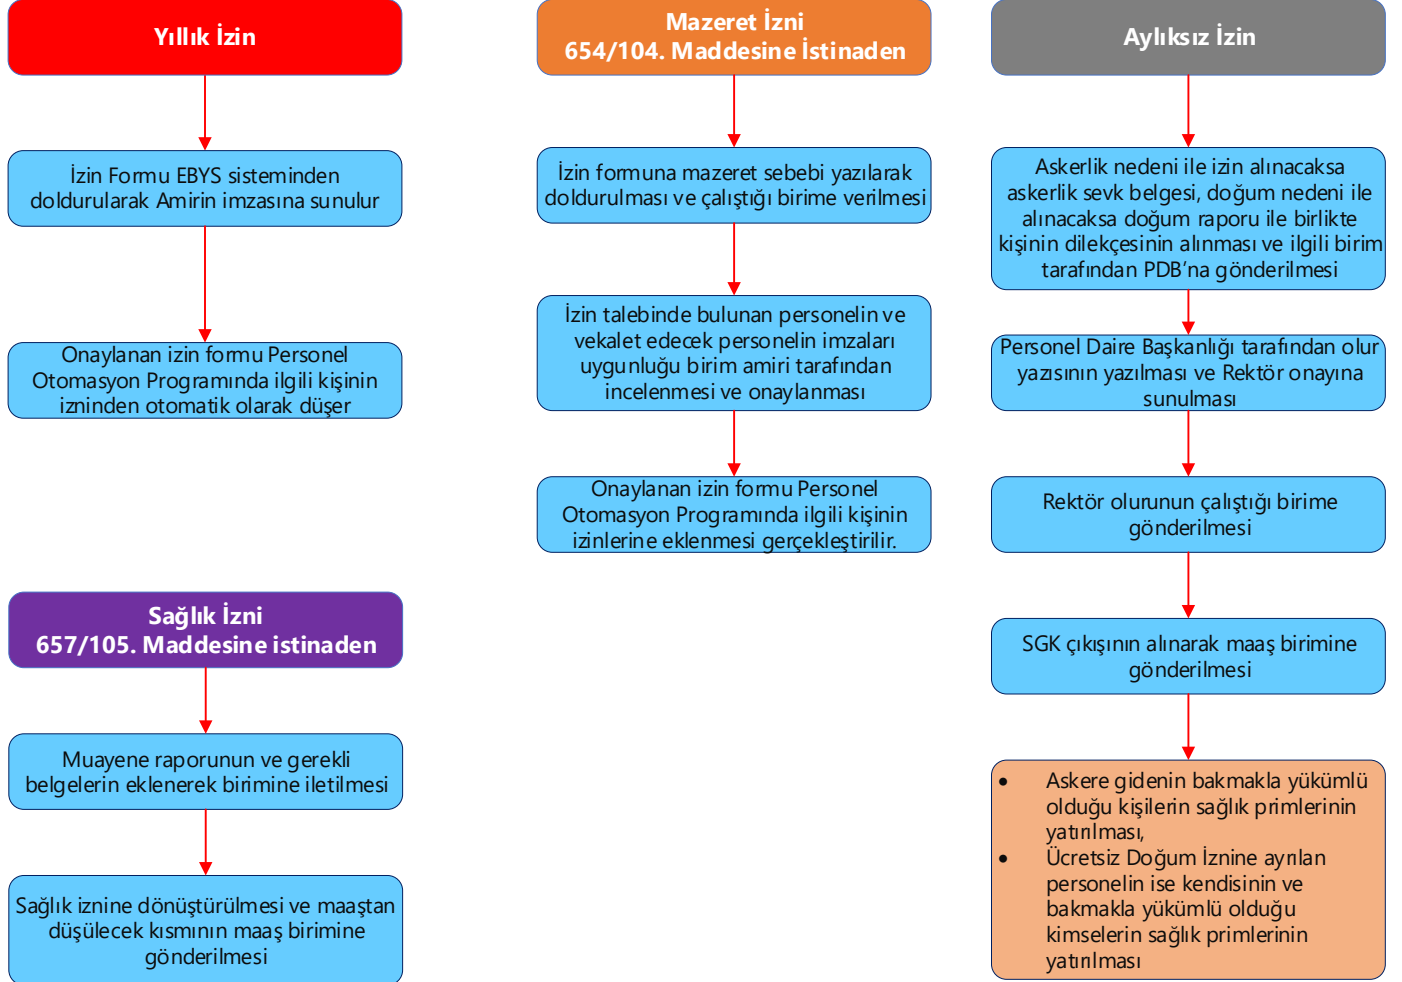 Yıllık İzin
İzin Formu EBYS sisteminden
doldurularak Amirin imzasına sunulur
Onaylanan izin formu Personel
Otomasyon Programında ilgili kişinin
izninden otomatik olarak düşer
Sağlık İzni
657/105. Maddesine istinaden
Muayene raporunun ve gerekli
belgelerin eklenerek birimine iletilmesi
Sağlık iznine dönüştürülmesi ve maaştan
düşülecek kısmının maaş birimine
gönderilmesi
Mazeret İzni
654/104. Maddesine İstinaden
İzin formuna mazeret sebebi yazılarak
doldurulması ve çalıştığı birime verilmesi
İzin talebinde bulunan personelin ve
vekalet edecek personelin imzaları
uygunluğu birim amiri tarafından
incelenmesi ve onaylanması
Onaylanan izin formu Personel
Otomasyon Programında ilgili kişinin
izinlerine eklenmesi gerçekleştirilir.
Aylıksız İzin
Askerlik nedeni ile izin alınacaksa
askerlik sevk belgesi, doğum nedeni ile
alınacaksa doğum raporu ile birlikte
kişinin dilekçesinin alınması ve ilgili birim
tarafından PDB’na gönderilmesi
Personel Daire Başkanlığı tarafından olur
yazısının yazılması ve Rektör onayına
sunulması
Rektör olurunun çalıştığı birime
gönderilmesi
SGK çıkışının alınarak maaş birimine
gönderilmesi
• Askere gidenin bakmakla yükümlü
olduğu kişilerin sağlık primlerinin
yatırılması,
• Ücretsiz Doğum İznine ayrılan
personelin ise kendisinin ve
bakmakla yükümlü olduğu
kimselerin sağlık primlerinin
yatırılması